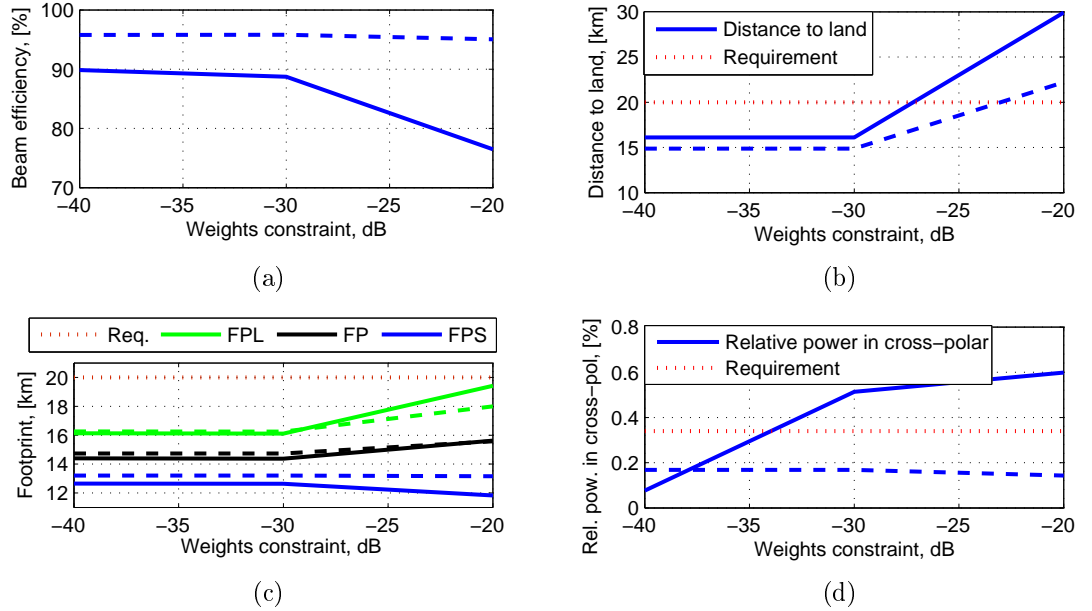 100
90
80
70
Beam efficiency, [%]
−40 −35 −30 −25 −20
Weights constraint, dB
(a)
30
25
20
15
10
Distance to land, [km]
Distance to land
Requirement
−40 −35 −30 −25 −20
Weights constraint, dB
(b)
Req. FPL FP FPS
20
18
16
14
12
Footprint, [km]
−40 −35 −30 −25 −20
Weights constraint, dB
(c)
0.8
0.6
0.4
0.2
0
Rel. pow. in cross−pol, [%]
Relative power in cross−polar
Requirement
−40 −35 −30 −25 −20
Weights constraint, dB
(d)